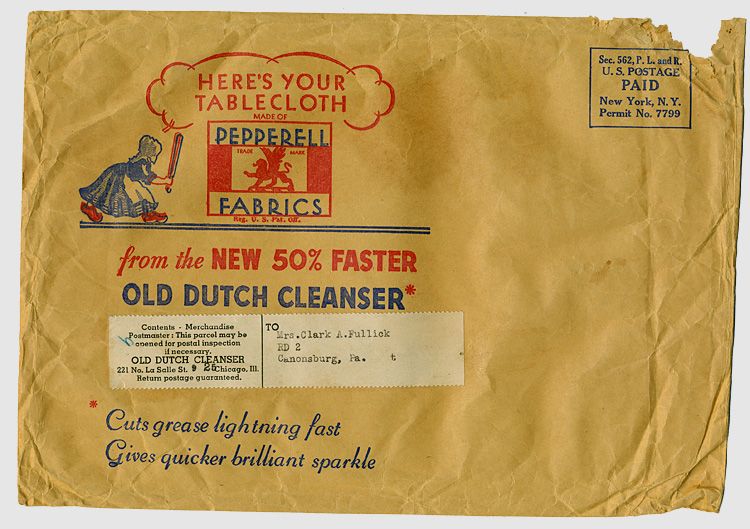 HERE'S YOUR
TABLECLOTH
MADE OF
PEPPERELL
TRADE MARK
FABRICS
Reg. U. S. Pat. Off.
Sec. 562, P. L. and R.
U. S. POSTAGE
PAID
New York, N. Y.
Permit No. 7799
from the NEW 50% FASTER
OLD DUTCH CLEANSER*
Contents - Merchandise
Postmaster: This parcel may be
opened for postal inspection
if necessary.
OLD DUTCH CLEANSER
221 No. La Salle St. 9 25 Chicago, Ill.
Return postage guaranteed.
TO
Mrs.Clark A.Fullick
RD 2
Canonsburg, Pa. t
* Cuts grease lightning fast
Gives quicker brilliant sparkle